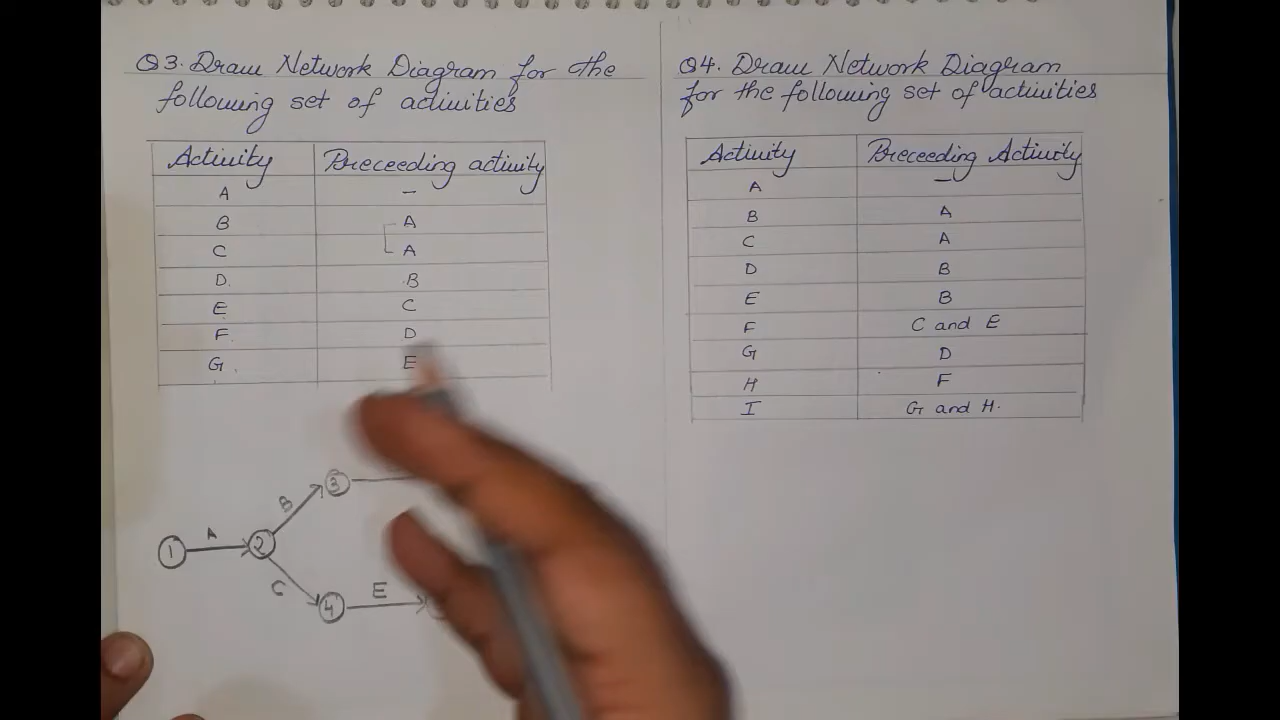 Q3. Draw Network Diagram for the
following set of activities
Activity Preceeding activity
A –
B A
C A
D. B
E C
F. D
G. E
1 A 2 B 3
C 4 E
Q4. Draw Network Diagram
for the following set of activities
Activity Preceeding Activity
A –
B A
C A
D B
E B
F C and E
G D
H F
I G and H.